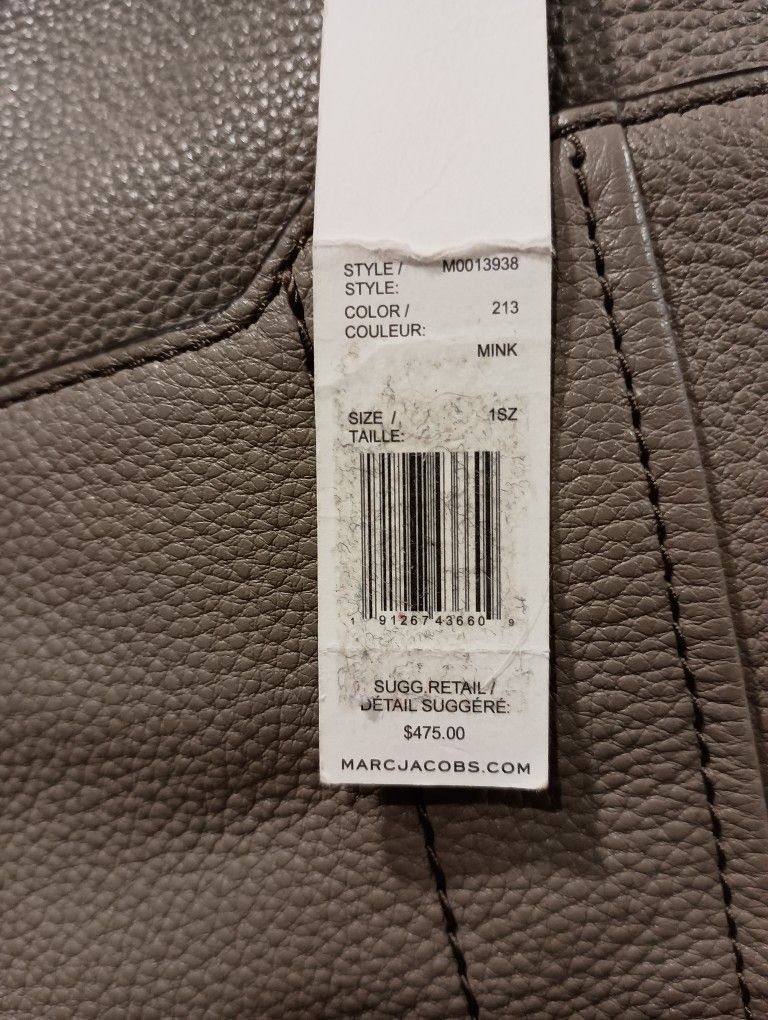 STYLE / M0013938
STYLE:
COLOR / 213
COULEUR:
MINK
SIZE / 1SZ
TAILLE:
1 91267 43660 9
SUGG.RETAIL /
DÉTAIL SUGGÉRÉ:
$475.00
MARCJACOBS.COM